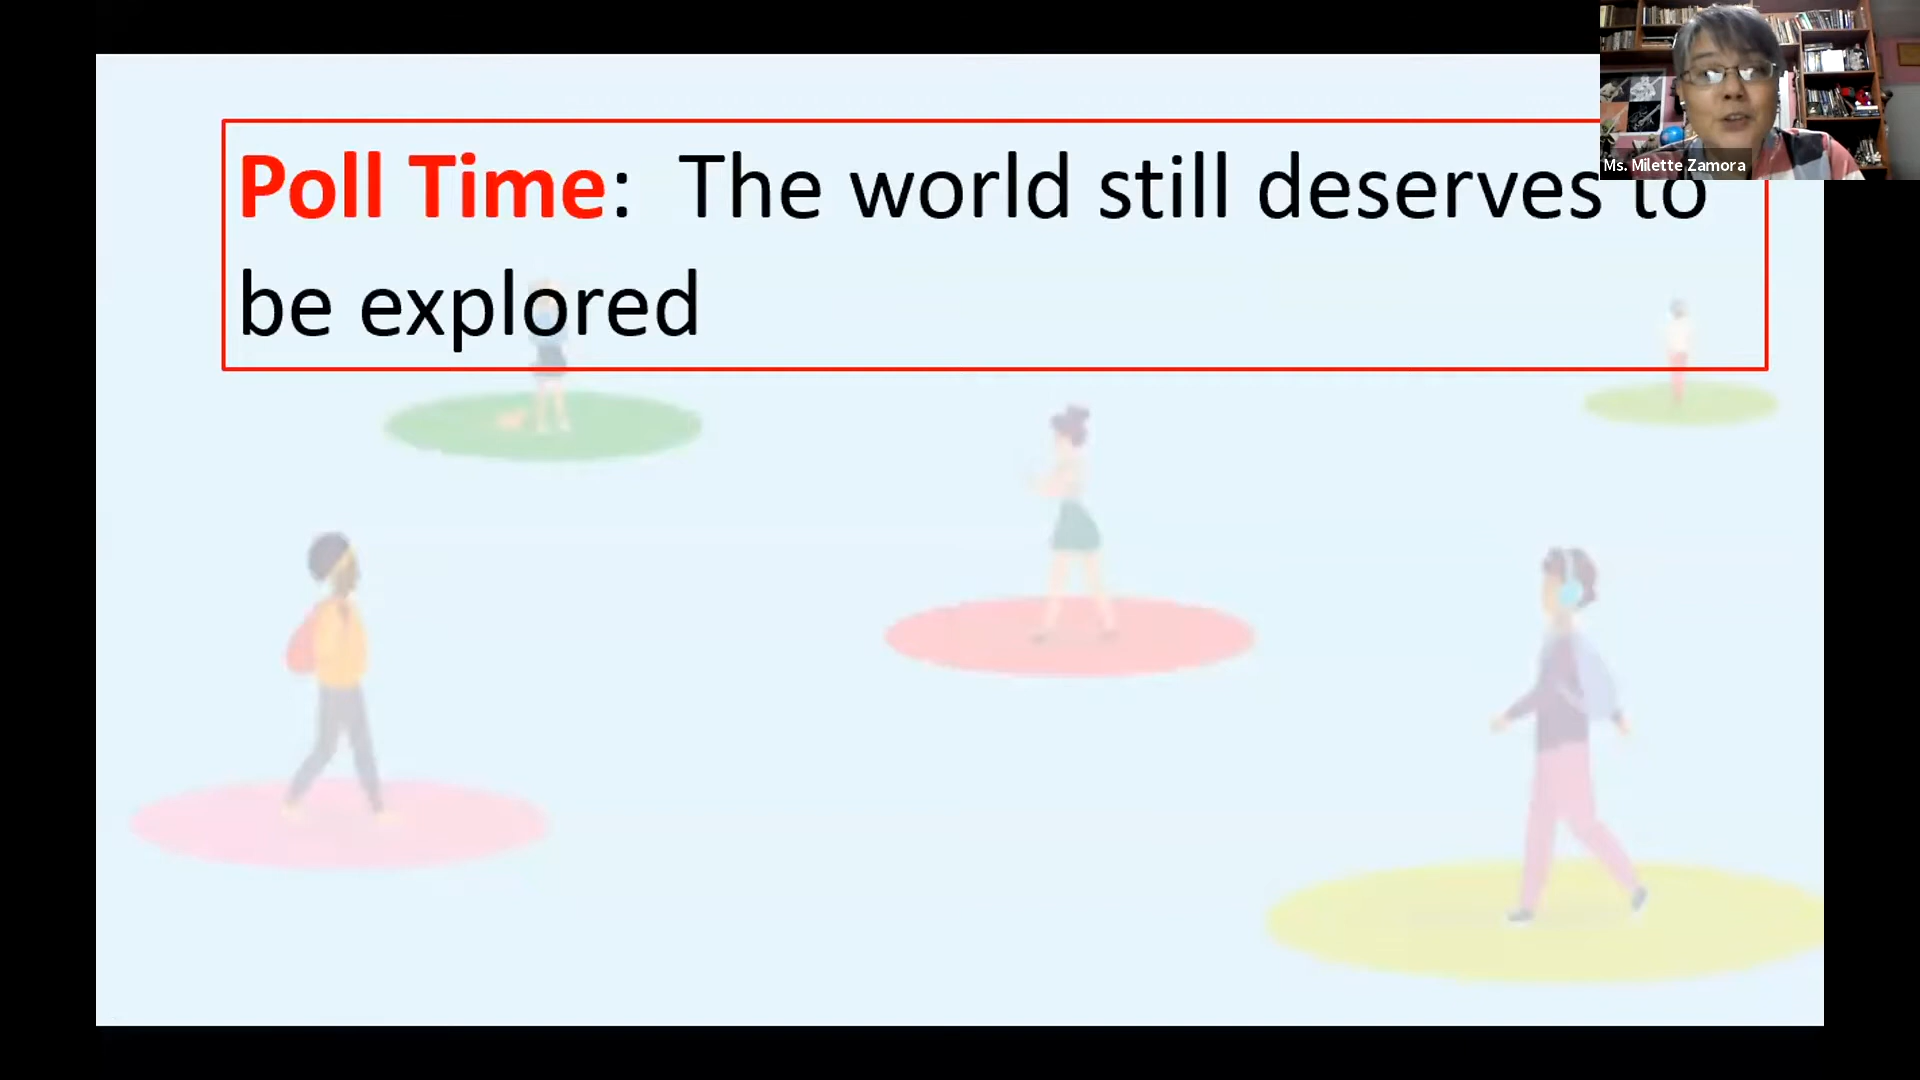 Poll Time: The world still deserves to
be explored
Ms. Milette Zamora